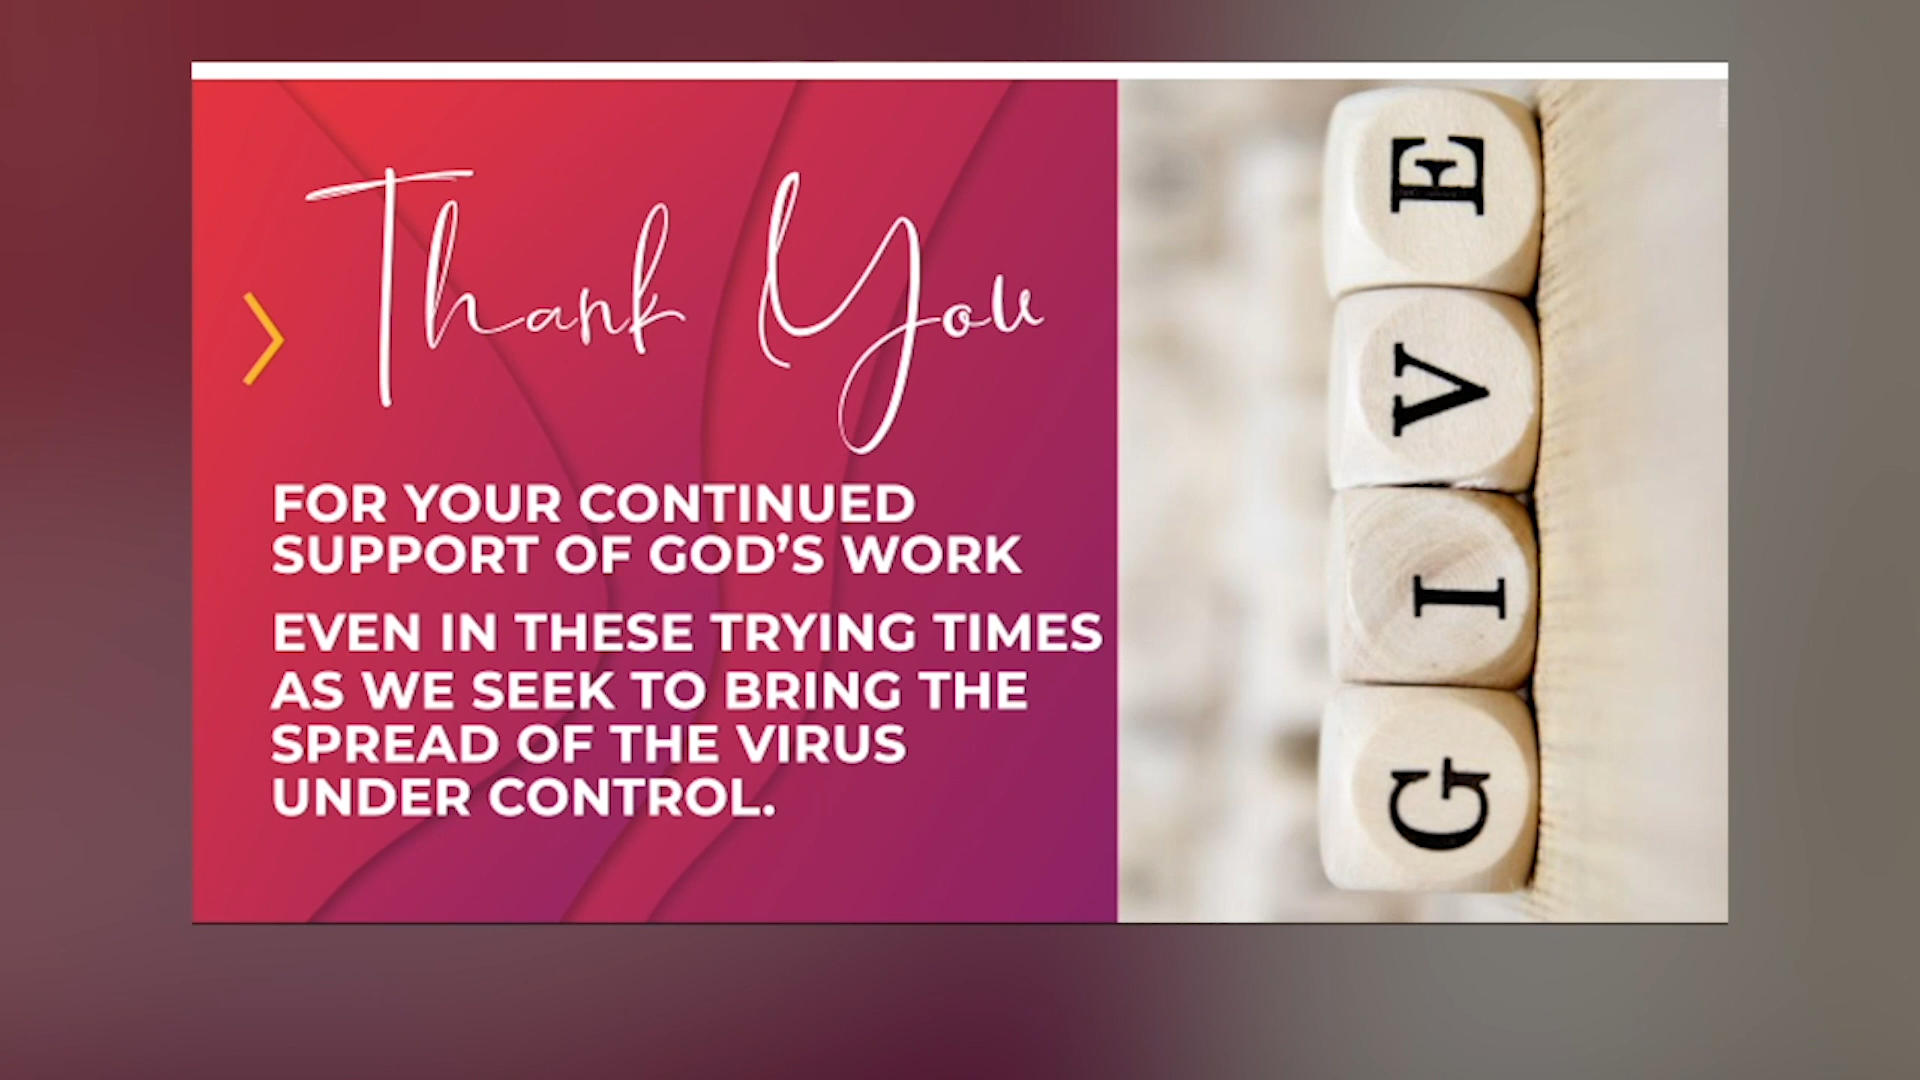 Thank You
FOR YOUR CONTINUED
SUPPORT OF GOD’S WORK
EVEN IN THESE TRYING TIMES
AS WE SEEK TO BRING THE
SPREAD OF THE VIRUS
UNDER CONTROL.
GIVE